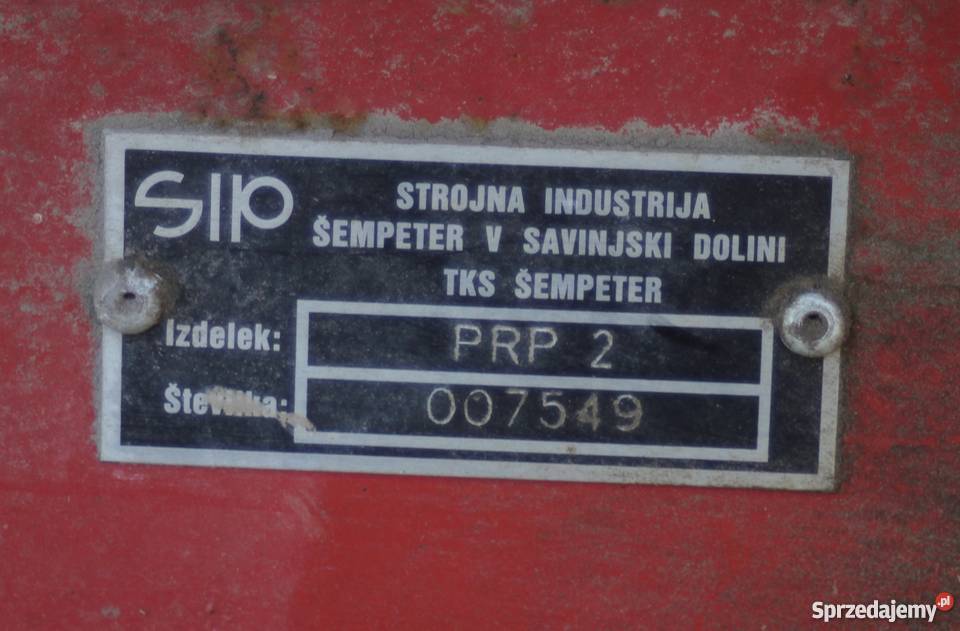 SIP
STROJNA INDUSTRIJA
ŠEMPETER V SAVINJSKI DOLINI
TKS ŠEMPETER
Izdelek: PRP 2
Številka: 007549
Sprzedajemy.pl